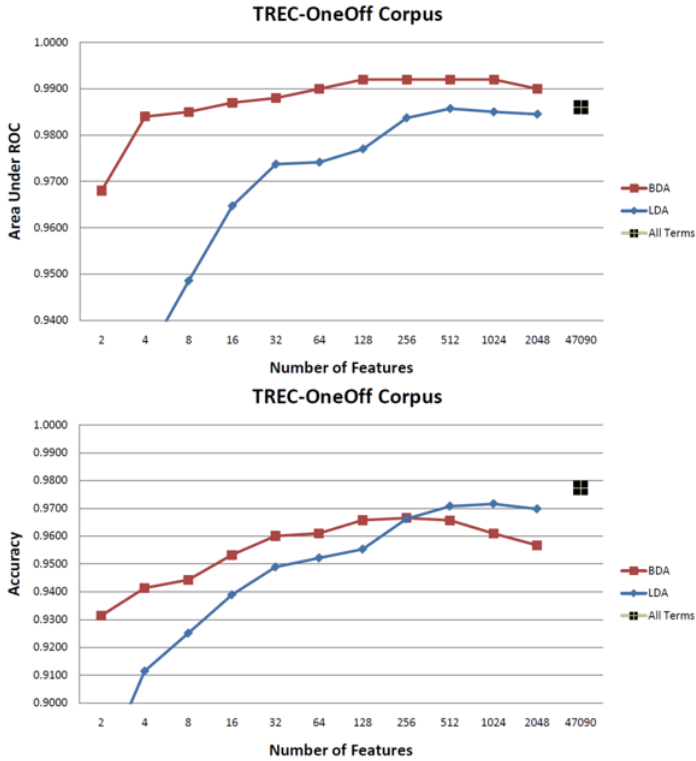 TREC-OneOff Corpus
1.0000
0.9900
0.9800
0.9700
0.9600
0.9500
0.9400
Area Under ROC
2 4 8 16 32 64 128 256 512 1024 2048 47090
Number of Features
BDA
LDA
All Terms
TREC-OneOff Corpus
1.0000
0.9900
0.9800
0.9700
0.9600
0.9500
0.9400
0.9300
0.9200
0.9100
0.9000
Accuracy
2 4 8 16 32 64 128 256 512 1024 2048 47090
Number of Features
BDA
LDA
All Terms